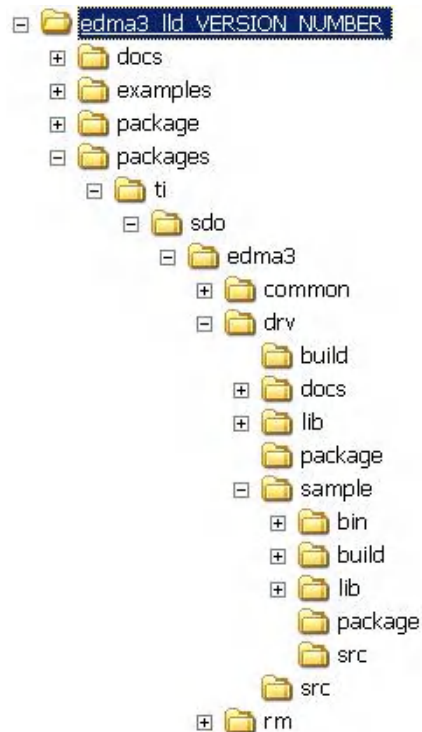 edma3_lld_VERSION_NUMBER
docs
examples
package
packages
ti
sdo
edma3
common
drv
build
docs
lib
package
sample
bin
build
lib
package
src
src
rm